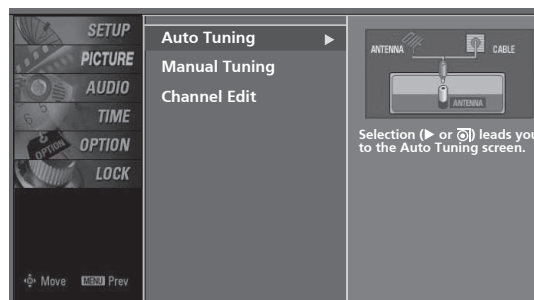 SETUP
PICTURE
AUDIO
TIME
OPTION
LOCK
Move MENU Prev
Auto Tuning
Manual Tuning
Channel Edit
ANTENNA
CABLE
ANTENNA
Selection (▶ or ◉) leads you
to the Auto Tuning screen.